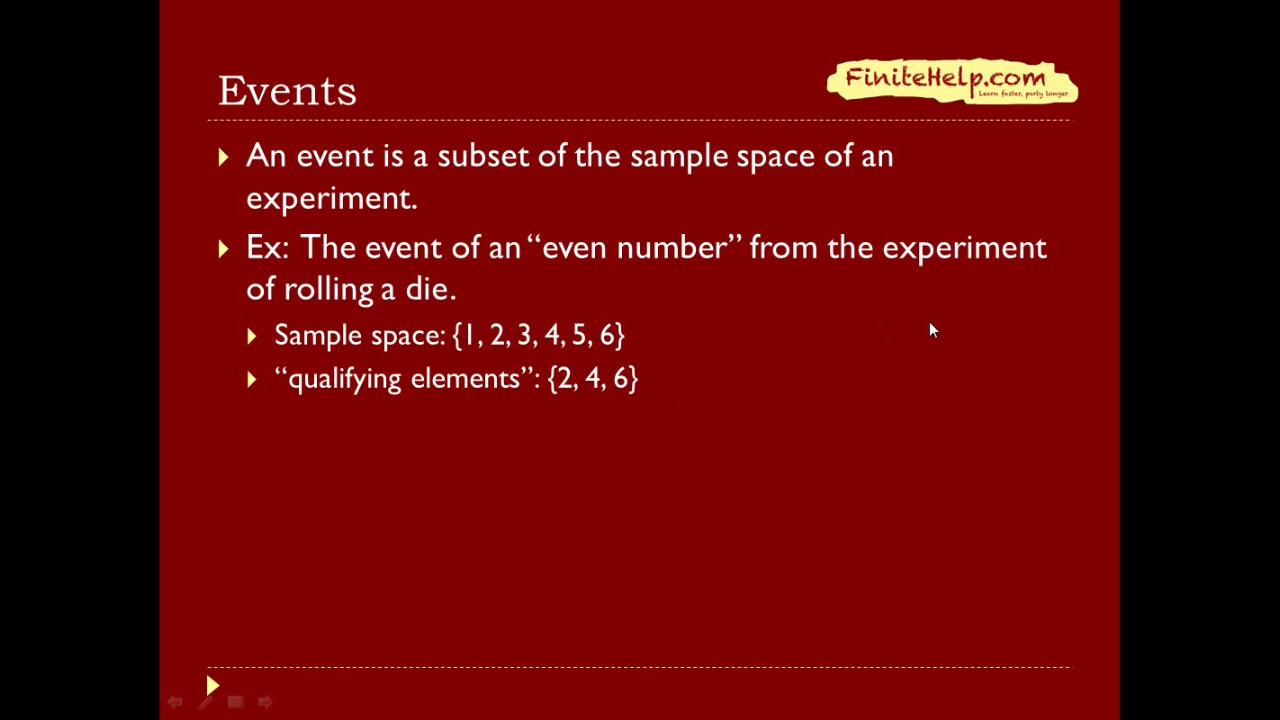 Events
FiniteHelp.com
Learn faster, party longer
An event is a subset of the sample space of an
experiment.
Ex: The event of an “even number” from the experiment
of rolling a die.
Sample space: {1, 2, 3, 4, 5, 6}
“qualifying elements”: {2, 4, 6}